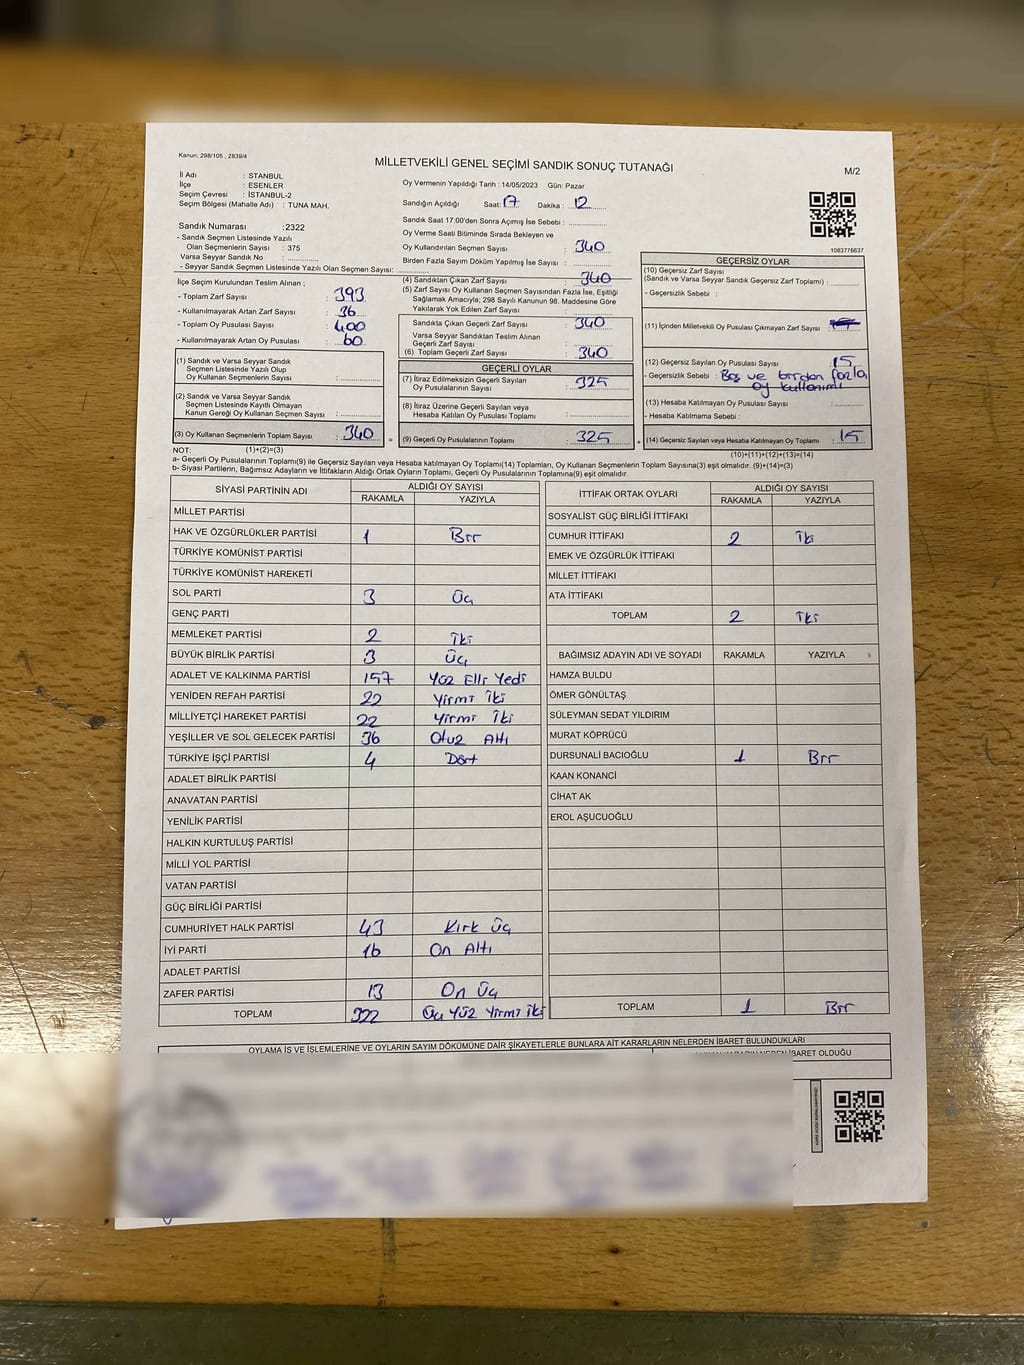 Kanun: 298/105 , 2839/4
MİLLETVEKİLİ GENEL SEÇİMİ SANDIK SONUÇ TUTANAĞI
M/2
İl Adı : STANBUL
İlçe : ESENLER
Seçim Çevresi : İSTANBUL-2
Seçim Bölgesi (Mahalle Adı) : TUNA MAH.
Sandık Numarası :2322
- Sandık Seçmen Listesinde Yazılı
Olan Seçmenlerin Sayısı : 375
Varsa Seyyar Sandık No :
- Seyyar Sandık Seçmen Listesinde Yazılı Olan Seçmen Sayısı:
Oy Vermenin Yapıldığı Tarih : 14/05/2023 Gün: Pazar
Sandığın Açıldığı Saat: 17 Dakika : 12
Sandık Saat 17:00'den Sonra Açımış İse Sebebi :
Oy Verme Saati Bitiminde Sırada Bekleyen ve
Oy Kullandırılan Seçmen Sayısı : 340
Birden Fazla Sayım Döküm Yapılmış İse Sayısı :
1083776637
İlçe Seçim Kurulundan Teslim Alınan ;
- Toplam Zarf Sayısı : 393
- Kullanılmayarak Artan Zarf Sayısı : 36
- Toplam Oy Pusulası Sayısı : 400
- Kullanılmayarak Artan Oy Pusulası : 60
(1) Sandık ve Varsa Seyyar Sandık
Seçmen Listesinde Yazılı Olup
Oy Kullanan Seçmenlerin Sayısı :
(2) Sandık ve Varsa Seyyar Sandık
Seçmen Listesinde Kayıtlı Olmayan
Kanun Gereği Oy Kullanan Seçmen Sayısı :
(3) Oy Kullanan Seçmenlerin Toplam Sayısı : 340
(4) Sandıktan Çıkan Zarf Sayısı : 340
(5) Zarf Sayısı Oy Kullanan Seçmen Sayısından Fazla İse, Eşitliği
Sağlamak Amacıyla; 298 Sayılı Kanunun 98. Maddesine Göre
Yakılarak Yok Edilen Zarf Sayısı :
Sandıkta Çıkan Geçerli Zarf Sayısı : 340
Varsa Seyyar Sandıktan Teslim Alınan
Geçerli Zarf Sayısı :
(6) Toplam Geçerli Zarf Sayısı : 340
GEÇERLİ OYLAR
(7) İtiraz Edilmeksizin Geçerli Sayılan
Oy Pusulalarının Sayısı : 325
(8) İtiraz Üzerine Geçerli Sayılan veya
Hesaba Katılan Oy Pusulası Toplamı :
= (9) Geçerli Oy Pusulalarının Toplamı : 325 +
GEÇERSİZ OYLAR
(10) Geçersiz Zarf Sayısı
(Sandık ve Varsa Seyyar Sandık Geçersiz Zarf Toplamı) :
- Geçersizlik Sebebi :
(11) İçinden Milletvekili Oy Pusulası Çıkmayan Zarf Sayısı :
(12) Geçersiz Sayılan Oy Pusulası Sayısı : 15
- Geçersizlik Sebebi : Boş ve birden fazla
oy kullanımı
(13) Hesaba Katılmayan Oy Pusulası Sayısı :
- Hesaba Katılmama Sebebi :
(14) Geçersiz Sayılan veya Hesaba Katılmayan Oy Toplamı : 15
NOT: (1)+(2)=(3)
(10)+(11)+(12)+(13)=(14)
a- Geçerli Oy Pusulalarının Toplamı(9) ile Geçersiz Sayılan veya Hesaba katılmayan Oy Toplamı(14) Toplamları, Oy Kullanan Seçmenlerin Toplam Sayısına(3) eşit olmalıdır. (9)+(14)=(3)
b- Siyasi Partilerin, Bağımsız Adayların ve İttifakların Aldığı Ortak Oyların Toplamı, Geçerli Oy Pusulalarının Toplamına(9) eşit olmalıdır.
SİYASİ PARTİNİN ADI ALDIĞI OY SAYISI
RAKAMLA YAZIYLA
MİLLET PARTİSİ
HAK VE ÖZGÜRLÜKLER PARTİSİ 1 Bir
TÜRKİYE KOMÜNİST PARTİSİ
TÜRKİYE KOMÜNİST HAREKETİ
SOL PARTİ 3 Üç
GENÇ PARTİ
MEMLEKET PARTİSİ 2 İki
BÜYÜK BİRLİK PARTİSİ 3 Üç
ADALET VE KALKINMA PARTİSİ 157 Yüz Elli Yedi
YENİDEN REFAH PARTİSİ 22 Yirmi İki
MİLLİYETÇİ HAREKET PARTİSİ 22 Yirmi İki
YEŞİLLER VE SOL GELECEK PARTİSİ 36 Otuz Altı
TÜRKİYE İŞÇİ PARTİSİ 4 Dört
ADALET BİRLİK PARTİSİ
ANAVATAN PARTİSİ
YENİLİK PARTİSİ
HALKIN KURTULUŞ PARTİSİ
MİLLİ YOL PARTİSİ
VATAN PARTİSİ
GÜÇ BİRLİĞİ PARTİSİ
CUMHURİYET HALK PARTİSİ 43 Kırk Üç
İYİ PARTİ 16 On Altı
ADALET PARTİSİ
ZAFER PARTİSİ 13 On Üç
TOPLAM 322 Üç Yüz Yirmi İki
İTTİFAK ORTAK OYLARI ALDIĞI OY SAYISI
RAKAMLA YAZIYLA
SOSYALİST GÜÇ BİRLİĞİ İTTİFAKI
CUMHUR İTTİFAKI 2 İki
EMEK VE ÖZGÜRLÜK İTTİFAKI
MİLLET İTTİFAKI
ATA İTTİFAKI
TOPLAM 2 İki
BAĞIMSIZ ADAYIN ADI VE SOYADI RAKAMLA YAZIYLA
HAMZA BULDU
ÖMER GÖNÜLTAŞ
SÜLEYMAN SEDAT YILDIRIM
MURAT KÖPRÜCÜ
DURSUNALİ BACIOĞLU 1 Bir
KAAN KONANCİ
CİHAT AK
EROL AŞUCUOĞLU
TOPLAM 1 Bir
OYLAMA İŞ VE İŞLEMLERİNE VE OYLARIN SAYIM DÖKÜMÜNE DAİR ŞİKAYETLERLE BUNLARA AİT KARARLARIN NELERDEN İBARET BULUNDUKLARI
İBARET OLDUĞU